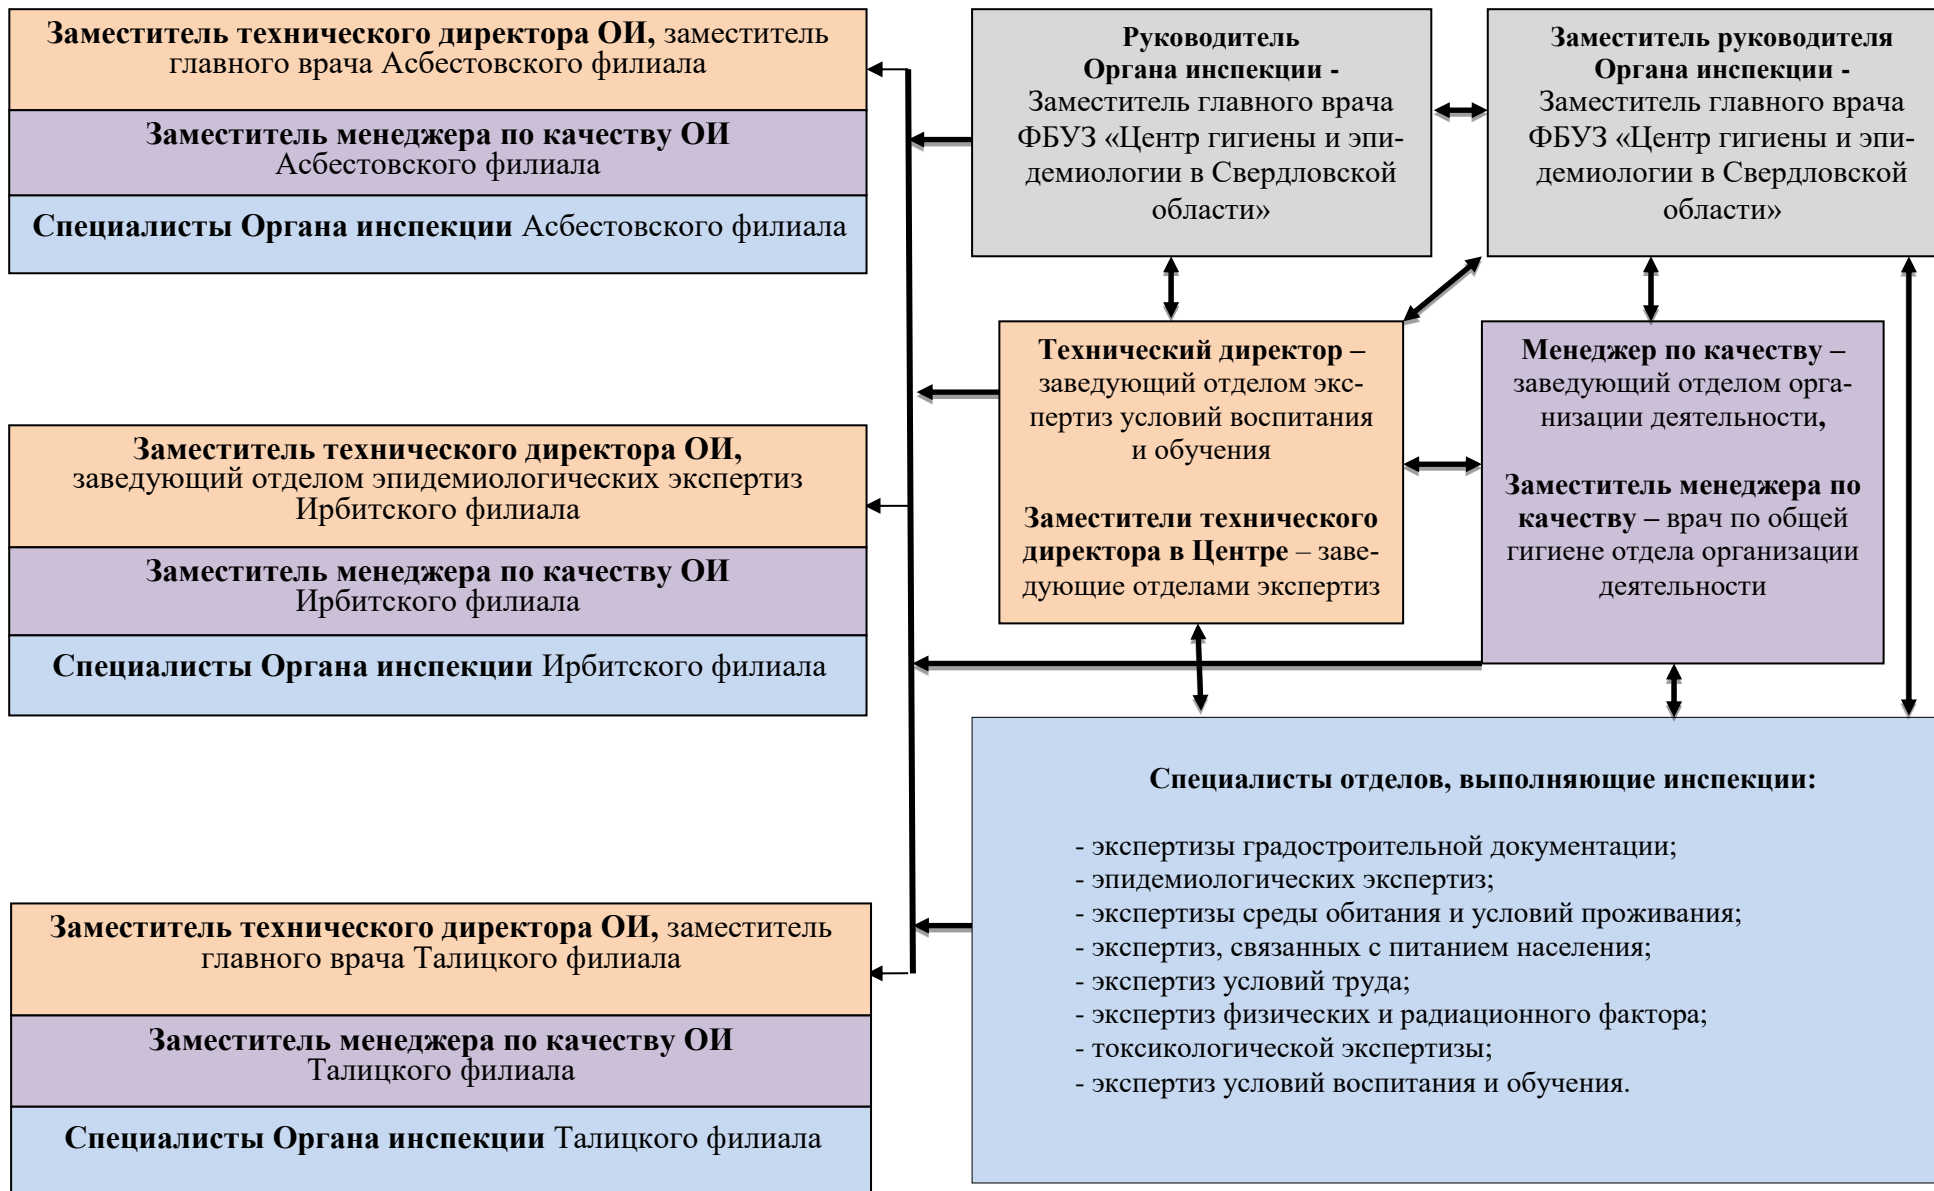 Заместитель технического директора ОИ, заместитель
главного врача Асбестовского филиала
Заместитель менеджера по качеству ОИ
Асбестовского филиала
Специалисты Органа инспекции Асбестовского филиала
Руководитель
Органа инспекции -
Заместитель главного врача
ФБУЗ «Центр гигиены и эпи-
демиологии в Свердловской
области»
Заместитель руководителя
Органа инспекции -
Заместитель главного врача
ФБУЗ «Центр гигиены и эпи-
демиологии в Свердловской
области»
Технический директор –
заведующий отделом экс-
пертиз условий воспитания
и обучения
Заместители технического
директора в Центре – заве-
дующие отделами экспертиз
Менеджер по качеству –
заведующий отделом орга-
низации деятельности,
Заместитель менеджера по
качеству – врач по общей
гигиене отдела организации
деятельности
Заместитель технического директора ОИ,
заведующий отделом эпидемиологических экспертиз
Ирбитского филиала
Заместитель менеджера по качеству ОИ
Ирбитского филиала
Специалисты Органа инспекции Ирбитского филиала
Специалисты отделов, выполняющие инспекции:
- экспертизы градостроительной документации;
- эпидемиологических экспертиз;
- экспертизы среды обитания и условий проживания;
- экспертиз, связанных с питанием населения;
- экспертиз условий труда;
- экспертиз физических и радиационного фактора;
- токсикологической экспертизы;
- экспертиз условий воспитания и обучения.
Заместитель технического директора ОИ, заместитель
главного врача Талицкого филиала
Заместитель менеджера по качеству ОИ
Талицкого филиала
Специалисты Органа инспекции Талицкого филиала